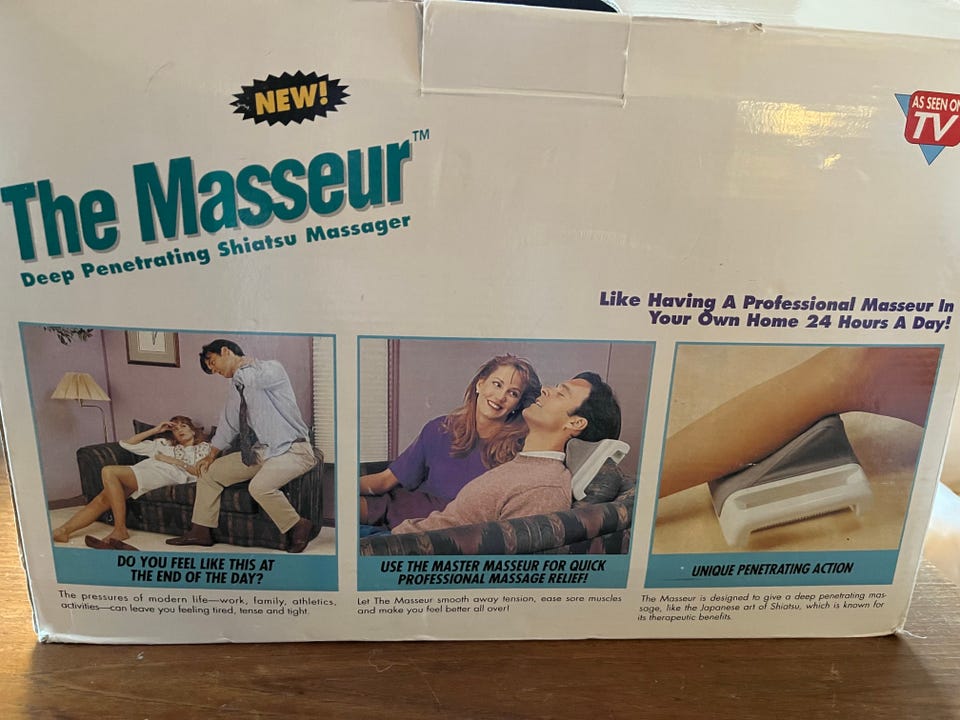 NEW!
The Masseur™
Deep Penetrating Shiatsu Massager
AS SEEN ON
TV
Like Having A Professional Masseur In
Your Own Home 24 Hours A Day!
DO YOU FEEL LIKE THIS AT
THE END OF THE DAY?
The pressures of modern life—work, family, athletics,
activities—can leave you feeling tired, tense and tight.
USE THE MASTER MASSEUR FOR QUICK
PROFESSIONAL MASSAGE RELIEF!
Let The Masseur smooth away tension, ease sore muscles
and make you feel better all over!
UNIQUE PENETRATING ACTION
The Masseur is designed to give a deep penetrating mas-
sage, like the Japanese art of Shiatsu, which is known for
its therapeutic benefits.